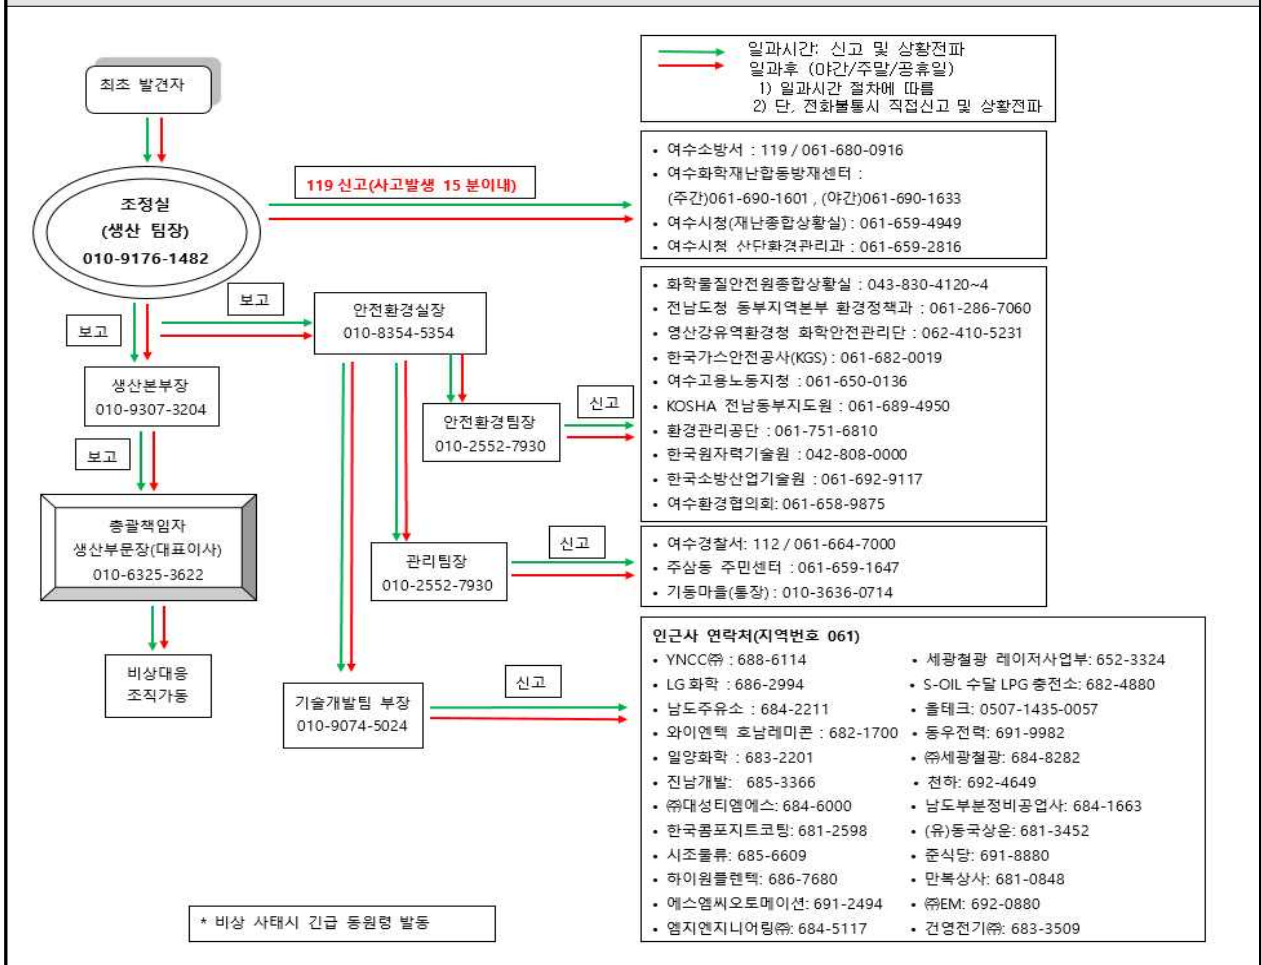 일과시간: 신고 및 상황전파
일과후 (야간/주말/공휴일)
1) 일과시간 절차에 따름
2) 단, 전화불통시 직접신고 및 상황전파
최초 발견자
조정실
(생산 팀장)
010-9176-1482
119 신고(사고발생 15 분이내)
• 여수소방서 : 119 / 061-680-0916
• 여수화학재난합동방재센터 :
(주간)061-690-1601 , (야간)061-690-1633
• 여수시청(재난종합상황실) : 061-659-4949
• 여수시청 산단환경관리과 : 061-659-2816
보고
보고
안전환경실장
010-8354-5354
생산본부장
010-9307-3204
보고
총괄책임자
생산부문장(대표이사)
010-6325-3622
비상대응
조직가동
안전환경팀장
010-2552-7930
신고
• 화학물질안전원종합상황실 : 043-830-4120~4
• 전남도청 동부지역본부 환경정책과 : 061-286-7060
• 영산강유역환경청 화학안전관리단 : 062-410-5231
• 한국가스안전공사(KGS) : 061-682-0019
• 여수고용노동지청 : 061-650-0136
• KOSHA 전남동부지도원 : 061-689-4950
• 환경관리공단 : 061-751-6810
• 한국원자력기술원 : 042-808-0000
• 한국소방산업기술원 : 061-692-9117
• 여수환경협의회: 061-658-9875
관리팀장
010-2552-7930
신고
• 여수경찰서: 112 / 061-664-7000
• 주삼동 주민센터 : 061-659-1647
• 기동마을(통장) : 010-3636-0714
기술개발팀 부장
010-9074-5024
신고
인근사 연락처(지역번호 061)
• YNCC㈜ : 688-6114
• LG 화학 : 686-2994
• 남도주유소 : 684-2211
• 와이엔텍 호남레미콘 : 682-1700
• 일양화학 : 683-2201
• 진남개발: 685-3366
• ㈜대성티엠에스: 684-6000
• 한국콤포지트코팅: 681-2598
• 시조물류: 685-6609
• 하이원플렌텍: 686-7680
• 에스엠씨오토메이션: 691-2494
• 엠지엔지니어링㈜: 684-5117
• 세광철광 레이저사업부: 652-3324
• S-OIL 수달 LPG 충전소: 682-4880
• 올테크: 0507-1435-0057
• 동우전력: 691-9982
• ㈜세광철광: 684-8282
• 천하: 692-4649
• 남도부분정비공업사: 684-1663
• (유)동국상운: 681-3452
• 준식당: 691-8880
• 만복상사: 681-0848
• ㈜EM: 692-0880
• 건영전기㈜: 683-3509
* 비상 사태시 긴급 동원령 발동